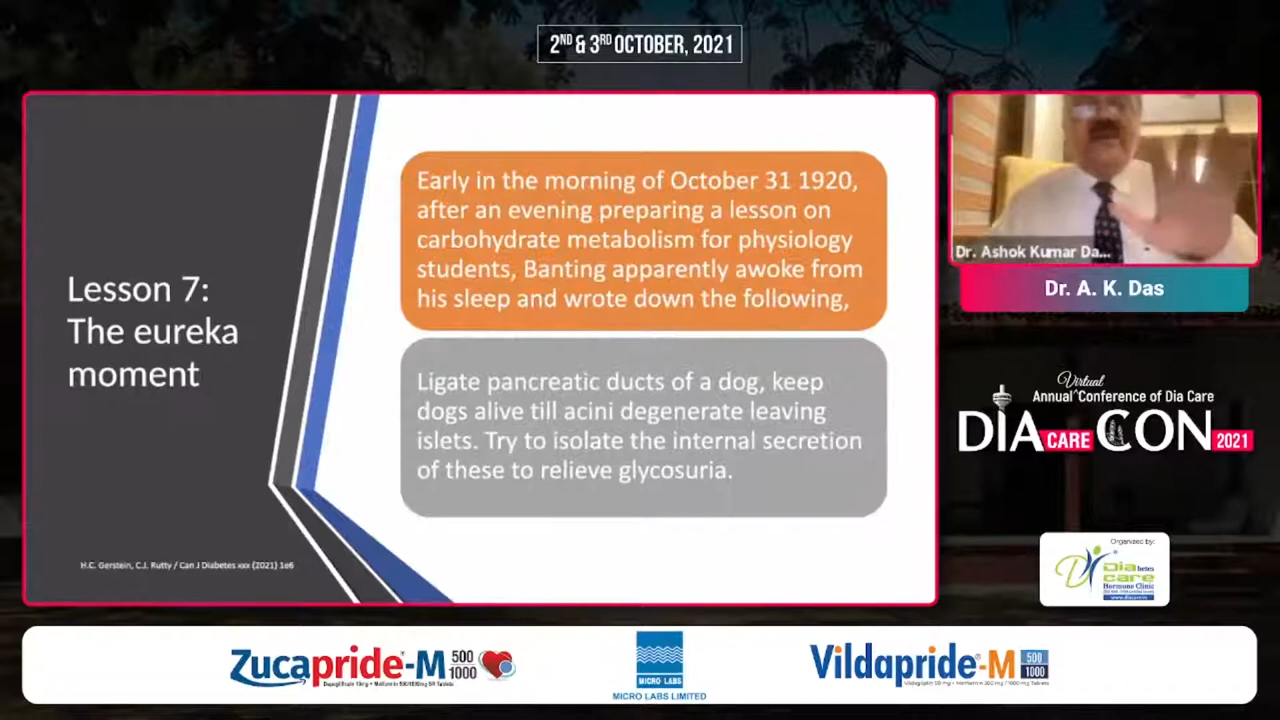 2ND & 3RD OCTOBER, 2021
Lesson 7:
The eureka
moment
H.C. Gerstein, C.J. Rutty / Can J Diabetes xxx (2021) 1e6
Early in the morning of October 31 1920,
after an evening preparing a lesson on
carbohydrate metabolism for physiology
students, Banting apparently awoke from
his sleep and wrote down the following,
Ligate pancreatic ducts of a dog, keep
dogs alive till acini degenerate leaving
islets. Try to isolate the internal secretion
of these to relieve glycosuria.
Dr. Ashok Kumar Da...
Dr. A. K. Das
Virtual
Annual ^ Conference of Dia Care
DIA CARE CON 2021
Organized by:
Diabetes
care
Hormone Clinic
Zucapride-M 500
1000
MICRO LABS
MICRO LABS LIMITED
Vildapride-M 500
1000